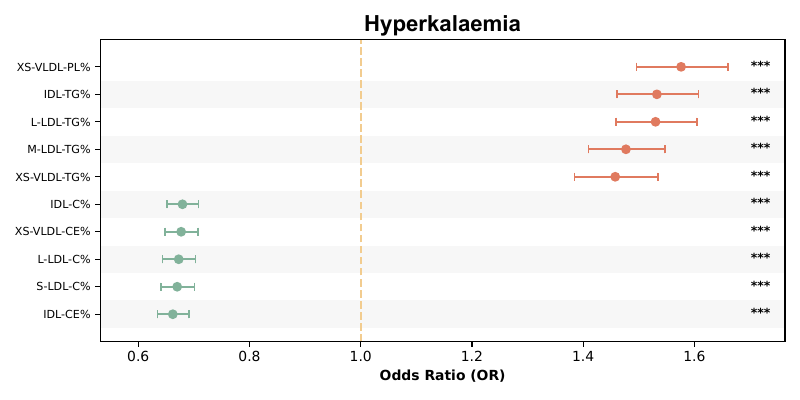 Hyperkalaemia
XS-VLDL-PL% ***
IDL-TG% ***
L-LDL-TG% ***
M-LDL-TG% ***
XS-VLDL-TG% ***
IDL-C% ***
XS-VLDL-CE% ***
L-LDL-C% ***
S-LDL-C% ***
IDL-CE% ***
0.6 0.8 1.0 1.2 1.4 1.6
Odds Ratio (OR)